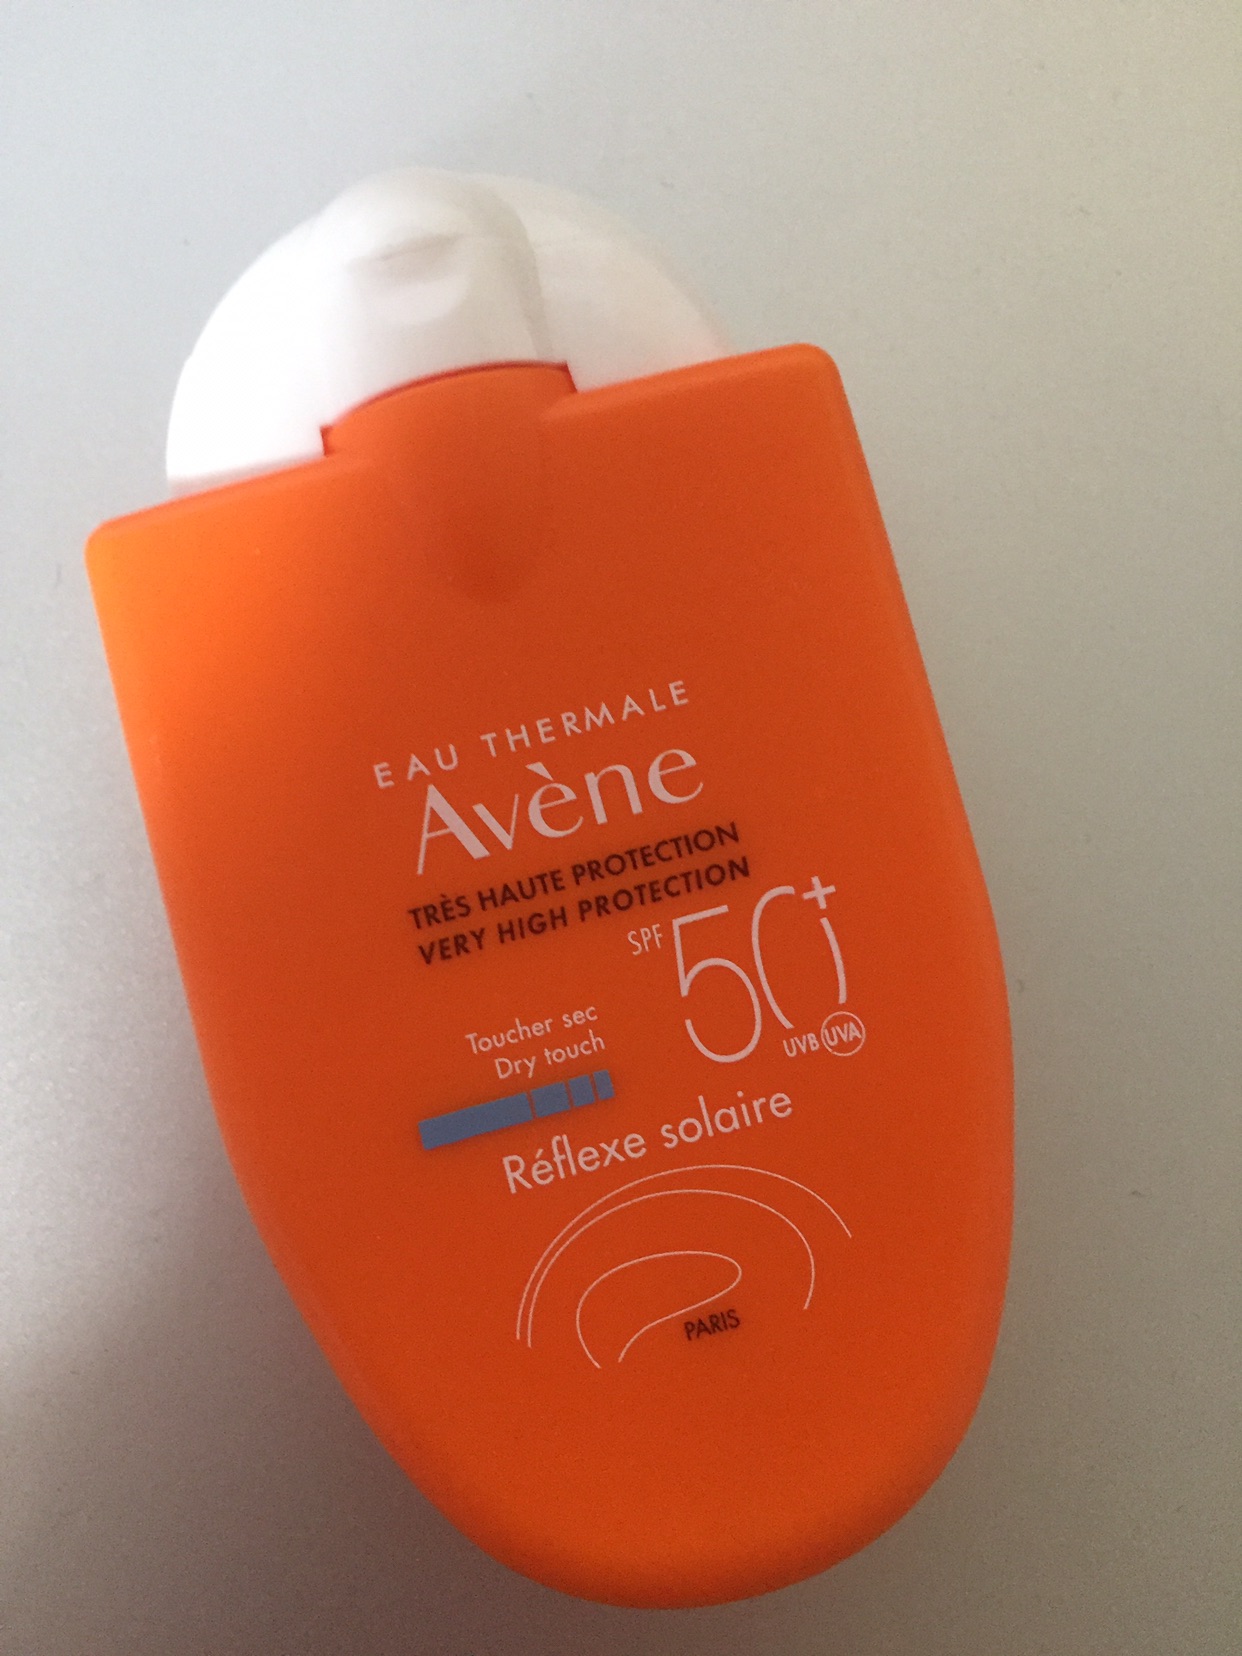 EAU THERMALE
Avène
TRÈS HAUTE PROTECTION
VERY HIGH PROTECTION
SPF 50+
UVB UVA
Toucher sec
Dry touch
Réflexe solaire
PARIS